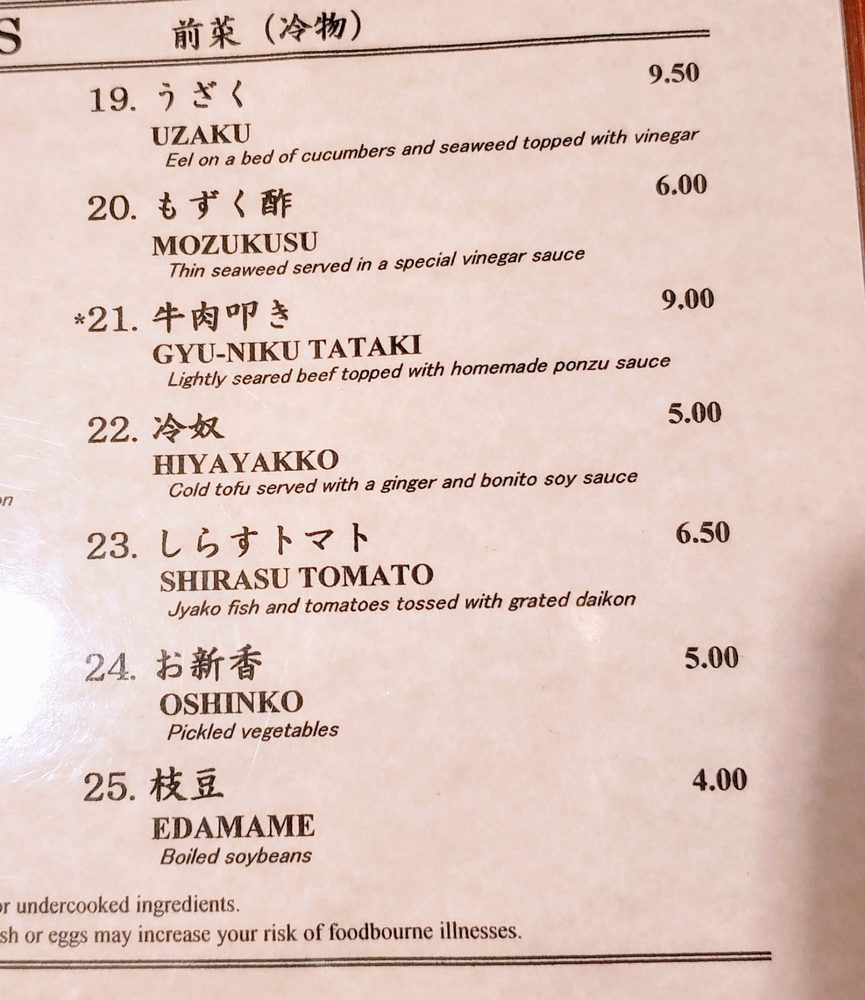 S 前菜（冷物）
19. うざく 9.50
UZAKU
Eel on a bed of cucumbers and seaweed topped with vinegar
20. もずく酢 6.00
MOZUKUSU
Thin seaweed served in a special vinegar sauce
*21. 牛肉叩き 9.00
GYU-NIKU TATAKI
Lightly seared beef topped with homemade ponzu sauce
22. 冷奴 5.00
HIYAYAKKO
Cold tofu served with a ginger and bonito soy sauce
on
23. しらすトマト 6.50
SHIRASU TOMATO
Jyako fish and tomatoes tossed with grated daikon
24. お新香 5.00
OSHINKO
Pickled vegetables
25. 枝豆 4.00
EDAMAME
Boiled soybeans
or undercooked ingredients.
sh or eggs may increase your risk of foodbourne illnesses.